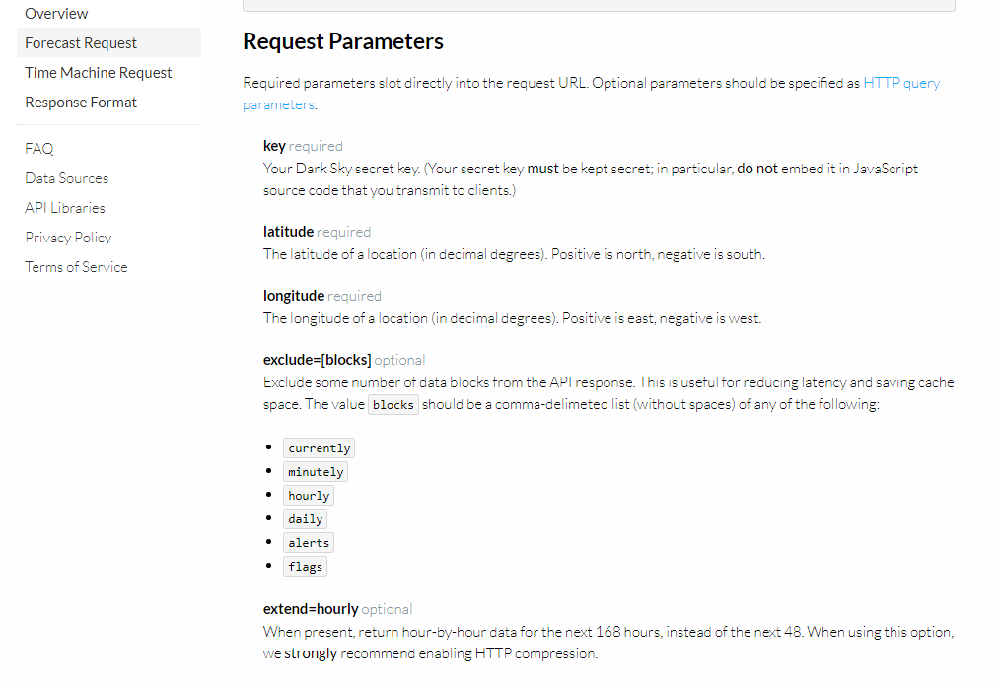 Overview
Forecast Request
Time Machine Request
Response Format
FAQ
Data Sources
API Libraries
Privacy Policy
Terms of Service
Request Parameters
Required parameters slot directly into the request URL. Optional parameters should be specified as HTTP query
parameters.
key required
Your Dark Sky secret key. (Your secret key must be kept secret; in particular, do not embed it in JavaScript
source code that you transmit to clients.)
latitude required
The latitude of a location (in decimal degrees). Positive is north, negative is south.
longitude required
The longitude of a location (in decimal degrees). Positive is east, negative is west.
exclude=[blocks] optional
Exclude some number of data blocks from the API response. This is useful for reducing latency and saving cache
space. The value blocks should be a comma-delimeted list (without spaces) of any of the following:
• currently
• minutely
• hourly
• daily
• alerts
• flags
extend=hourly optional
When present, return hour-by-hour data for the next 168 hours, instead of the next 48. When using this option,
we strongly recommend enabling HTTP compression.